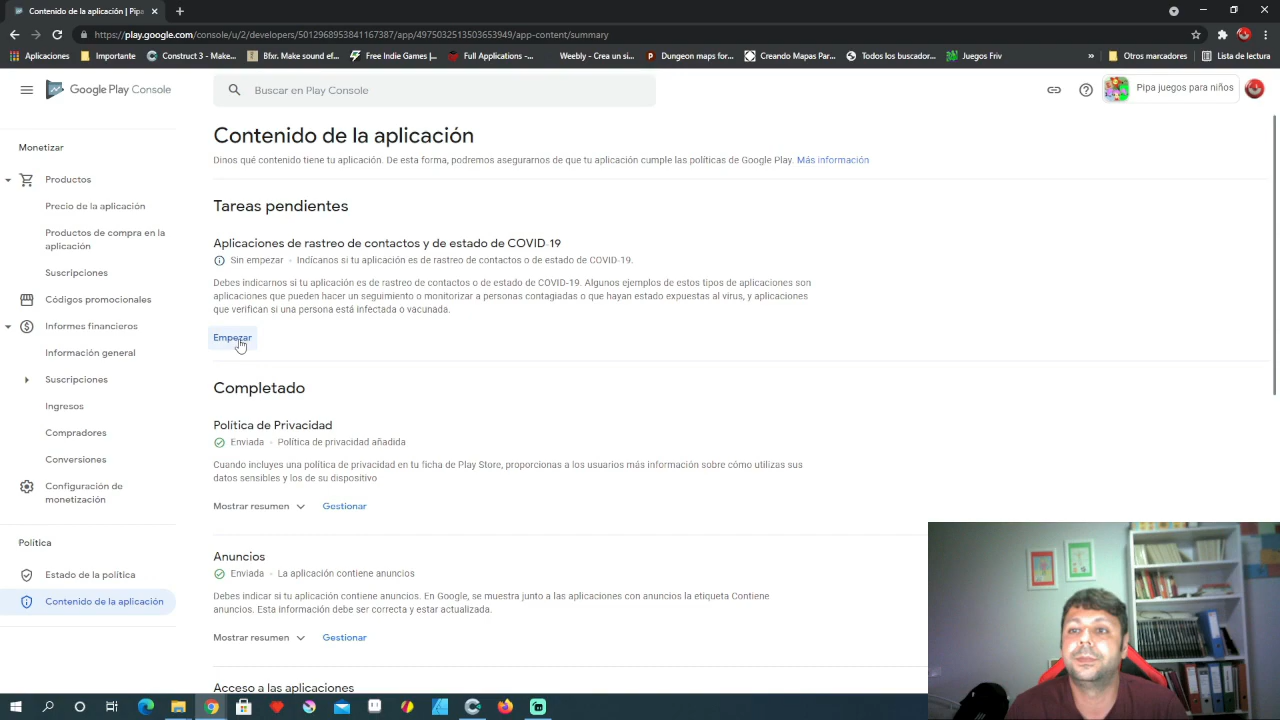 Contenido de la aplicación | Pl
https://play.google.com/console/u/2/developers/5012968953841167387/app/4975032513503653949/app-content/summary
Aplicaciones
Importante
Construct 3 - Makin...
Bfxr. Make sound ef...
Free Indie Games |...
Full Applications -...
Weebly - Crea un si...
Dungeon maps for...
Creando Mapas Par...
Todos los buscador...
Juegos Friv
»
Otros marcadores
Lista de lectura
Google Play Console
Buscar en Play Console
Pipa juegos para niños
Monetizar
Productos
Precio de la aplicación
Productos de compra en la
aplicación
Suscripciones
Códigos promocionales
Informes financieros
Información general
Suscripciones
Ingresos
Compradores
Conversiones
Configuración de
monetización
Política
Estado de la política
Contenido de la aplicación
Contenido de la aplicación
Dinos qué contenido tiene tu aplicación. De esta forma, podremos asegurarnos de que tu aplicación cumple las políticas de Google Play. Más información
Tareas pendientes
Aplicaciones de rastreo de contactos y de estado de COVID-19
Sin empezar • Indícanos si tu aplicación es de rastreo de contactos o de estado de COVID-19.
Debes indicarnos si tu aplicación es de rastreo de contactos o de estado de COVID-19. Algunos ejemplos de estos tipos de aplicaciones son
aplicaciones que pueden hacer un seguimiento o monitorizar a personas contagiadas o que hayan estado expuestas al virus, y aplicaciones
que verifican si una persona está infectada o vacunada.
Empezar
Completado
Política de Privacidad
Enviada • Política de privacidad añadida
Cuando incluyes una política de privacidad en tu ficha de Play Store, proporcionas a los usuarios más información sobre cómo utilizas sus
datos sensibles y los de su dispositivo
Mostrar resumen Gestionar
Anuncios
Enviada • La aplicación contiene anuncios
Debes indicar si tu aplicación contiene anuncios. En Google, se muestra junto a las aplicaciones con anuncios la etiqueta Contiene
anuncios. Esta información debe ser correcta y estar actualizada.
Mostrar resumen Gestionar
Acceso a las aplicaciones